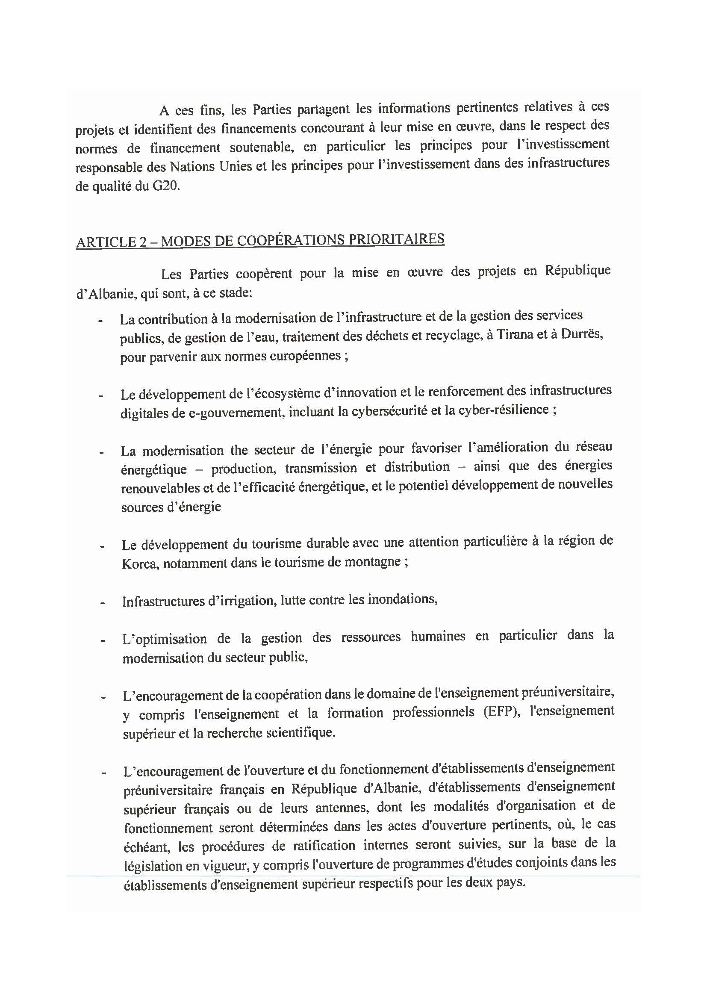 A ces fins, les Parties partagent les informations pertinentes relatives à ces
projets et identifient des financements concourant à leur mise en œuvre, dans le respect des
normes de financement soutenable, en particulier les principes pour l’investissement
responsable des Nations Unies et les principes pour l’investissement dans des infrastructures
de qualité du G20.
ARTICLE 2 – MODES DE COOPÉRATIONS PRIORITAIRES
Les Parties coopèrent pour la mise en œuvre des projets en République
d’Albanie, qui sont, à ce stade:
- La contribution à la modernisation de l’infrastructure et de la gestion des services
publics, de gestion de l’eau, traitement des déchets et recyclage, à Tirana et à Durrës,
pour parvenir aux normes européennes ;
- Le développement de l’écosystème d’innovation et le renforcement des infrastructures
digitales de e-gouvernement, incluant la cybersécurité et la cyber-résilience ;
- La modernisation the secteur de l’énergie pour favoriser l’amélioration du réseau
énergétique – production, transmission et distribution – ainsi que des énergies
renouvelables et de l’efficacité énergétique, et le potentiel développement de nouvelles
sources d’énergie
- Le développement du tourisme durable avec une attention particulière à la région de
Korca, notamment dans le tourisme de montagne ;
- Infrastructures d’irrigation, lutte contre les inondations,
- L’optimisation de la gestion des ressources humaines en particulier dans la
modernisation du secteur public,
- L’encouragement de la coopération dans le domaine de l'enseignement préuniversitaire,
y compris l'enseignement et la formation professionnels (EFP), l'enseignement
supérieur et la recherche scientifique.
- L’encouragement de l'ouverture et du fonctionnement d'établissements d'enseignement
préuniversitaire français en République d'Albanie, d'établissements d'enseignement
supérieur français ou de leurs antennes, dont les modalités d'organisation et de
fonctionnement seront déterminées dans les actes d'ouverture pertinents, où, le cas
échéant, les procédures de ratification internes seront suivies, sur la base de la
législation en vigueur, y compris l'ouverture de programmes d'études conjoints dans les
établissements d'enseignement supérieur respectifs pour les deux pays.